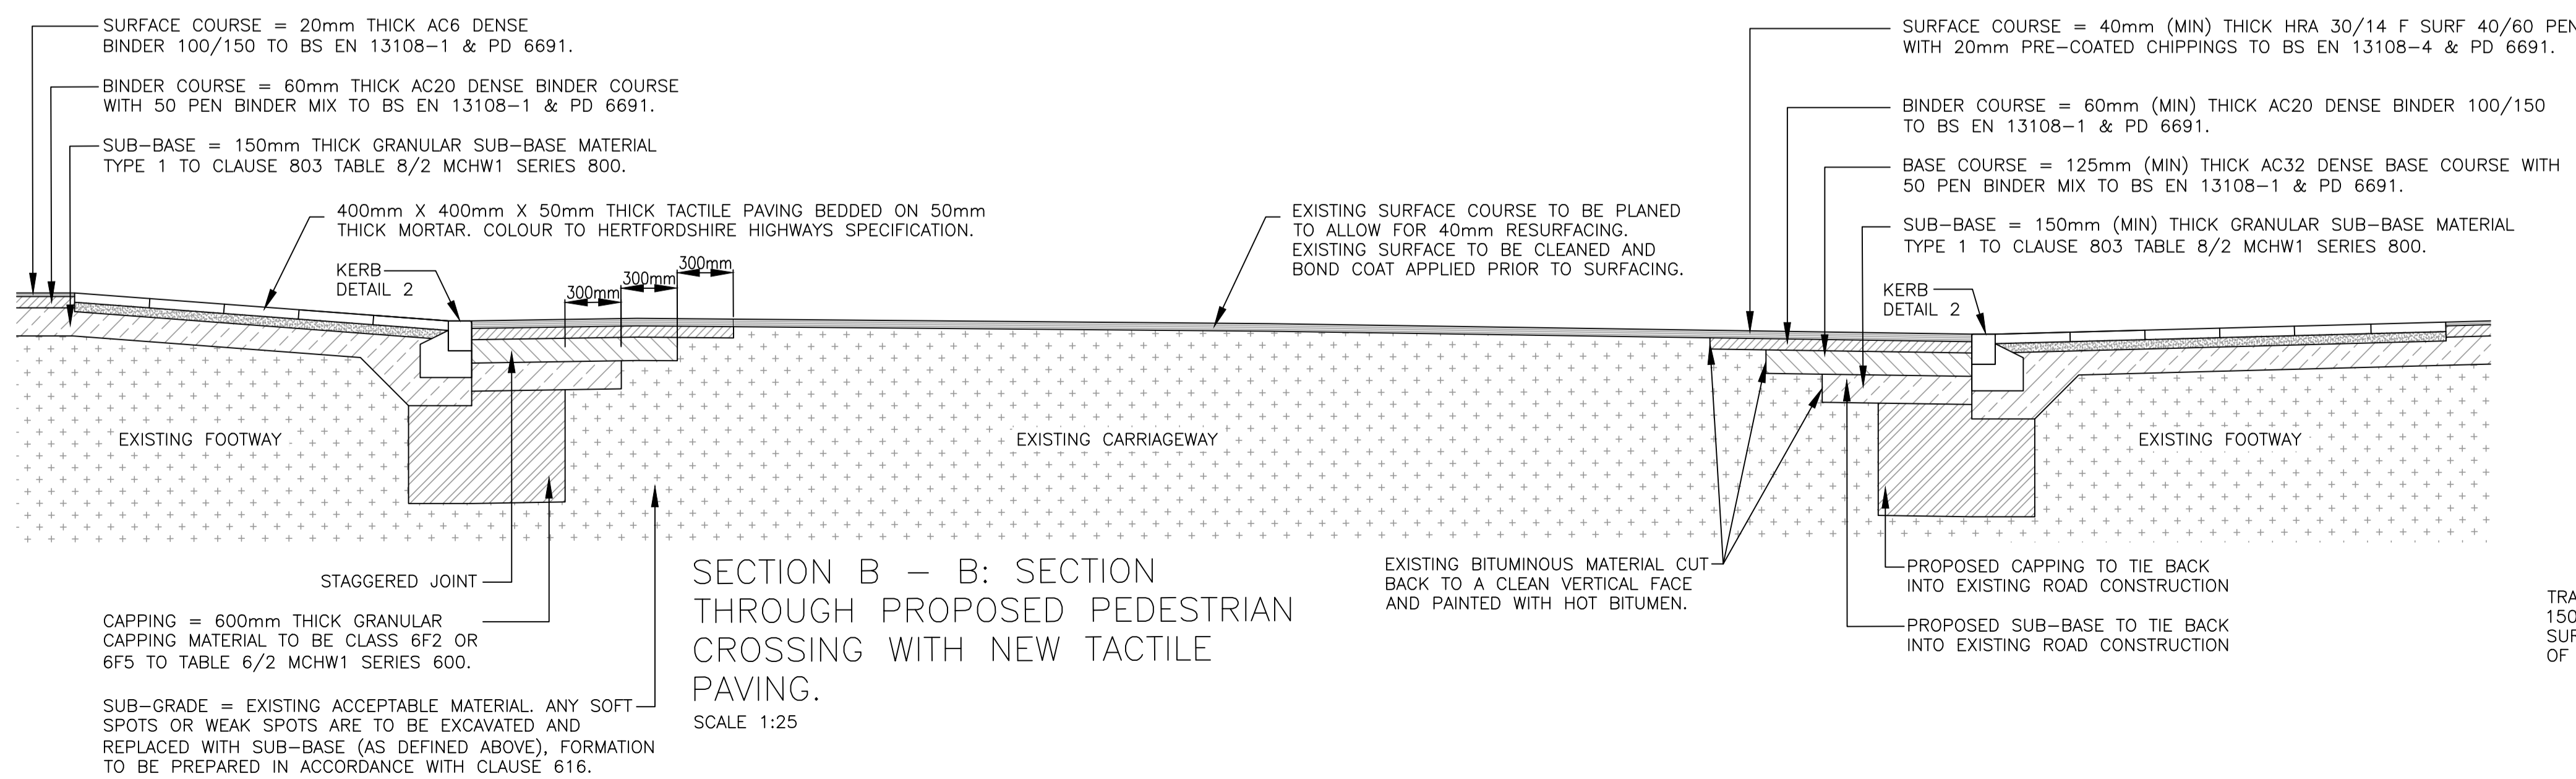 SURFACE COURSE = 20mm THICK AC6 DENSE
BINDER 100/150 TO BS EN 13108-1 & PD 6691.
BINDER COURSE = 60mm THICK AC20 DENSE BINDER COURSE
WITH 50 PEN BINDER MIX TO BS EN 13108-1 & PD 6691.
SUB-BASE = 150mm THICK GRANULAR SUB-BASE MATERIAL
TYPE 1 TO CLAUSE 803 TABLE 8/2 MCHW1 SERIES 800.
400mm X 400mm X 50mm THICK TACTILE PAVING BEDDED ON 50mm
THICK MORTAR. COLOUR TO HERTFORDSHIRE HIGHWAYS SPECIFICATION.
KERB
DETAIL 2
300mm
300mm
300mm
EXISTING SURFACE COURSE TO BE PLANED
TO ALLOW FOR 40mm RESURFACING.
EXISTING SURFACE TO BE CLEANED AND
BOND COAT APPLIED PRIOR TO SURFACING.
SURFACE COURSE = 40mm (MIN) THICK HRA 30/14 F SURF 40/60 PEN
WITH 20mm PRE-COATED CHIPPINGS TO BS EN 13108-4 & PD 6691.
BINDER COURSE = 60mm (MIN) THICK AC20 DENSE BINDER 100/150
TO BS EN 13108-1 & PD 6691.
BASE COURSE = 125mm (MIN) THICK AC32 DENSE BASE COURSE WITH
50 PEN BINDER MIX TO BS EN 13108-1 & PD 6691.
SUB-BASE = 150mm (MIN) THICK GRANULAR SUB-BASE MATERIAL
TYPE 1 TO CLAUSE 803 TABLE 8/2 MCHW1 SERIES 800.
KERB
DETAIL 2
EXISTING FOOTWAY
EXISTING CARRIAGEWAY
EXISTING FOOTWAY
STAGGERED JOINT
CAPPING = 600mm THICK GRANULAR
CAPPING MATERIAL TO BE CLASS 6F2 OR
6F5 TO TABLE 6/2 MCHW1 SERIES 600.
SUB-GRADE = EXISTING ACCEPTABLE MATERIAL. ANY SOFT
SPOTS OR WEAK SPOTS ARE TO BE EXCAVATED AND
REPLACED WITH SUB-BASE (AS DEFINED ABOVE), FORMATION
TO BE PREPARED IN ACCORDANCE WITH CLAUSE 616.
SECTION B - B: SECTION
THROUGH PROPOSED PEDESTRIAN
CROSSING WITH NEW TACTILE
PAVING.
SCALE 1:25
EXISTING BITUMINOUS MATERIAL CUT
BACK TO A CLEAN VERTICAL FACE
AND PAINTED WITH HOT BITUMEN.
PROPOSED CAPPING TO TIE BACK
INTO EXISTING ROAD CONSTRUCTION
PROPOSED SUB-BASE TO TIE BACK
INTO EXISTING ROAD CONSTRUCTION
OF